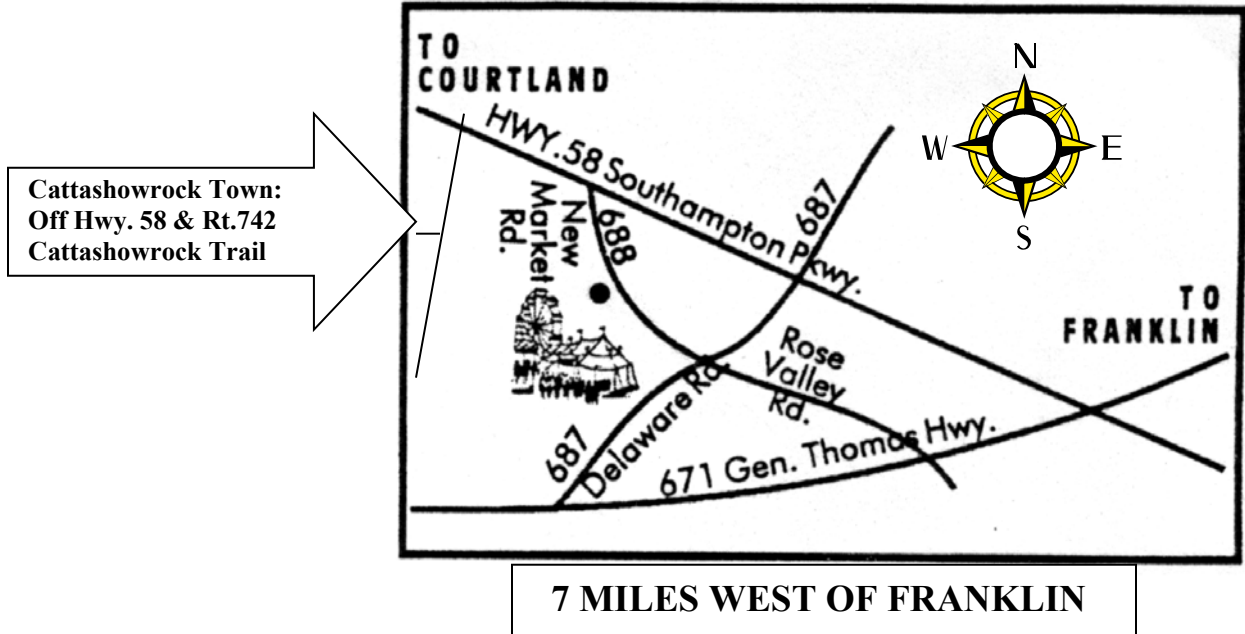 TO
COURTLAND
N
W
E
S
HWY. 58 Southampton Pkwy.
687
Cattashowrock Town:
Off Hwy. 58 & Rt.742
Cattashowrock Trail
New
Market
Rd.
688
TO
FRANKLIN
Rose
Valley
Rd.
687
Delaware Rd.
671 Gen. Thomas Hwy.
7 MILES WEST OF FRANKLIN